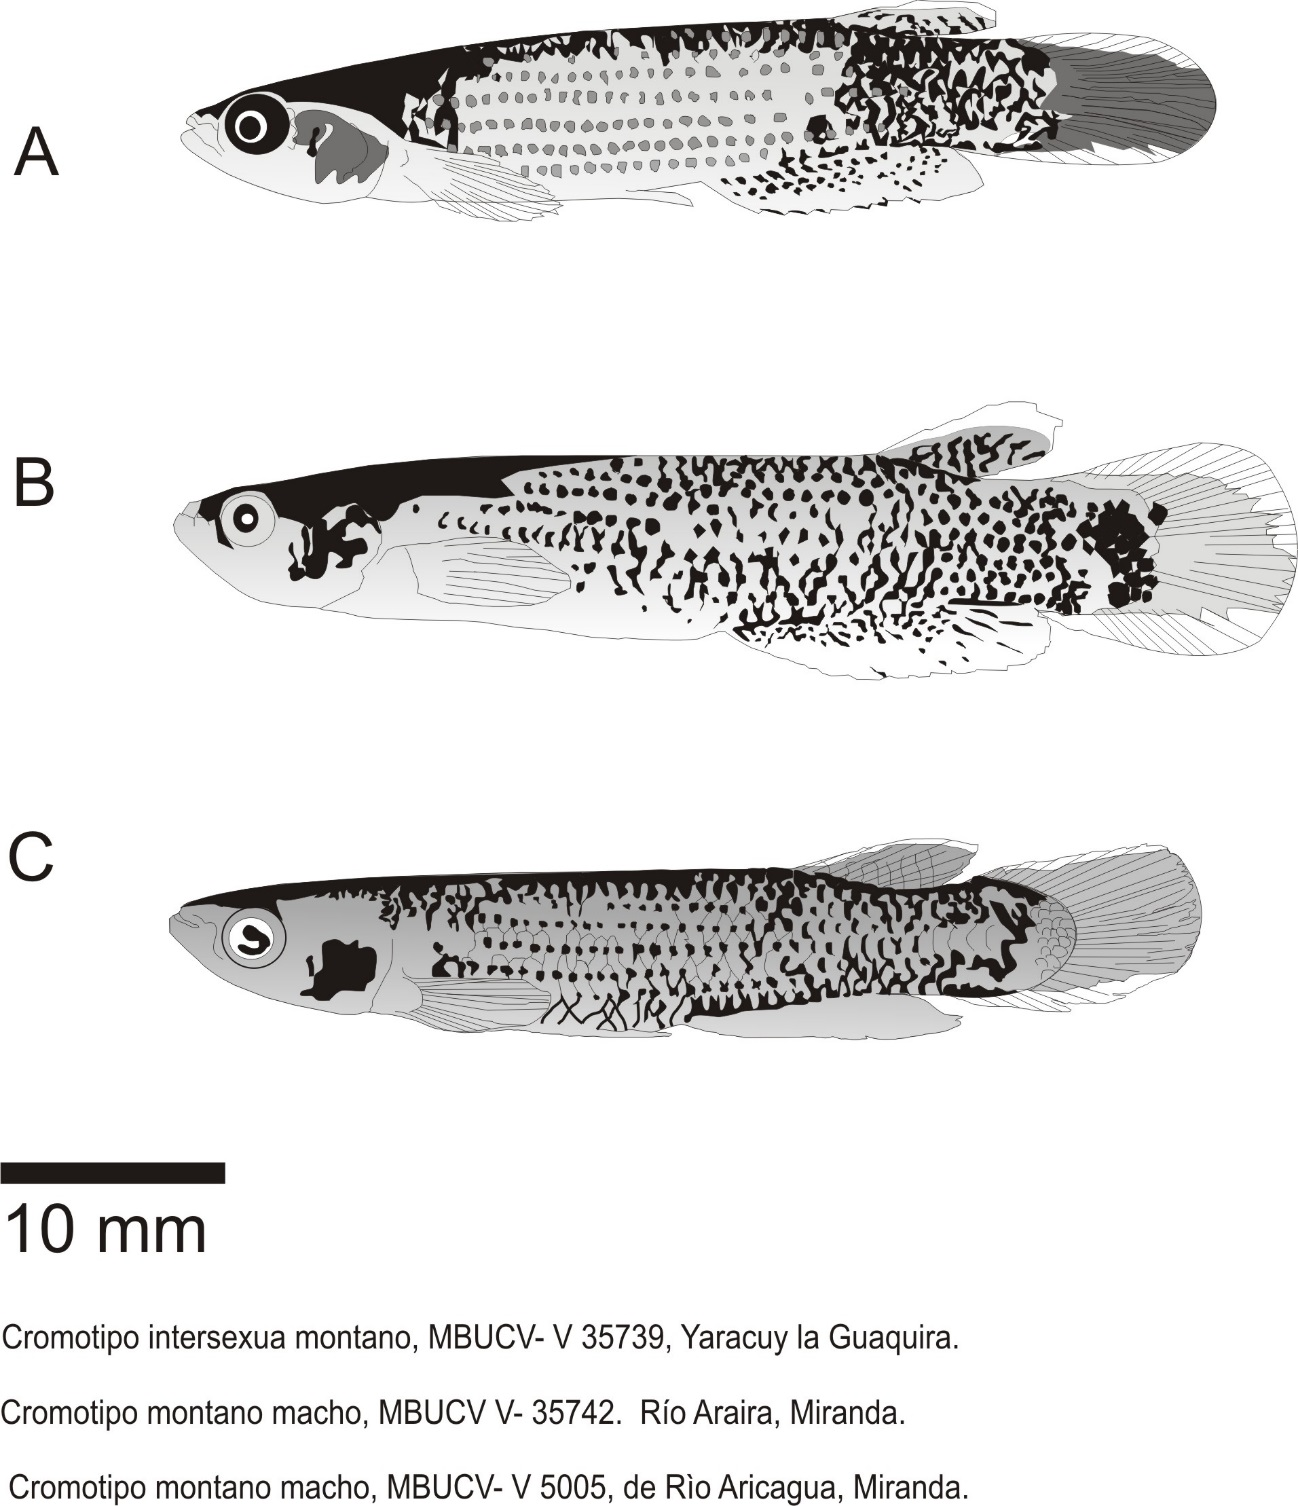 A
B
C
10 mm
Cromotipo intersexua montano, MBUCV- V 35739, Yaracuy la Guaquira.
Cromotipo montano macho, MBUCV V- 35742.  Río Araira, Miranda.
Cromotipo montano macho, MBUCV- V 5005, de Rìo Aricagua, Miranda.